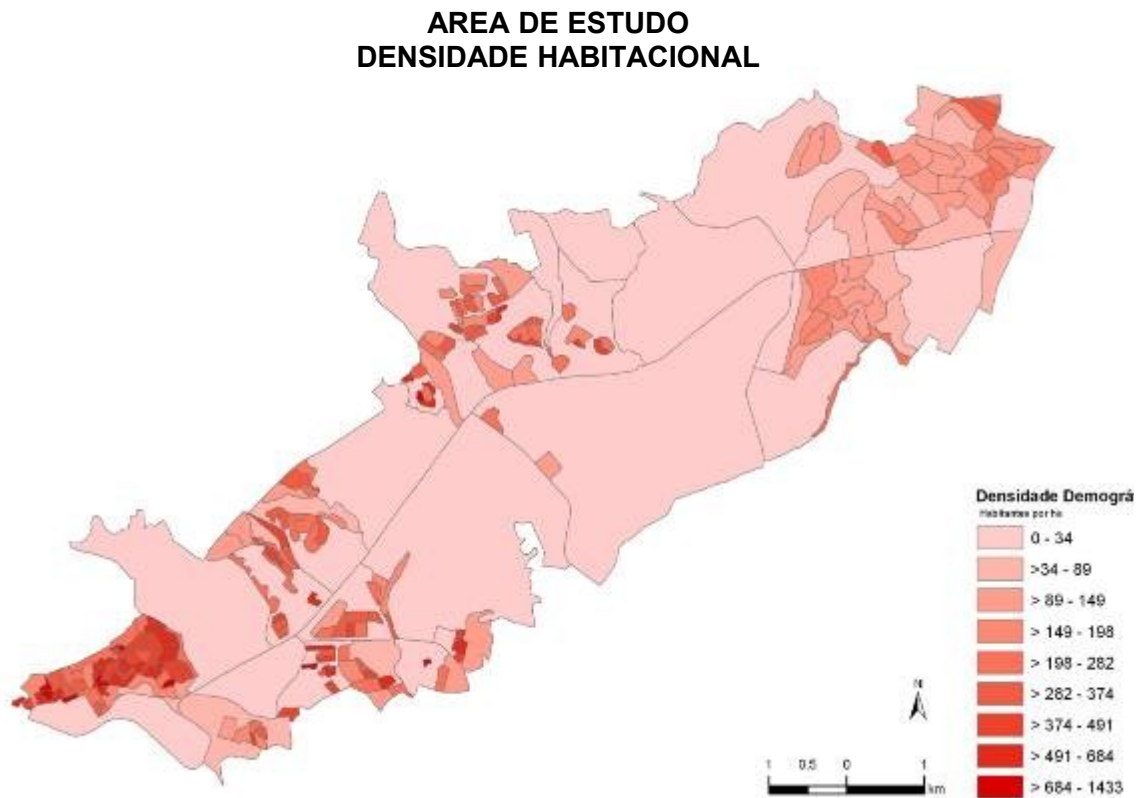 AREA DE ESTUDO
DENSIDADE HABITACIONAL
Densidade Demográ
Habitantes por ha
0 - 34
>34 - 89
> 89 - 149
> 149 - 198
> 198 - 282
> 282 - 374
> 374 - 491
> 491 - 684
> 684 - 1433
N
1 0.5 0 1
km